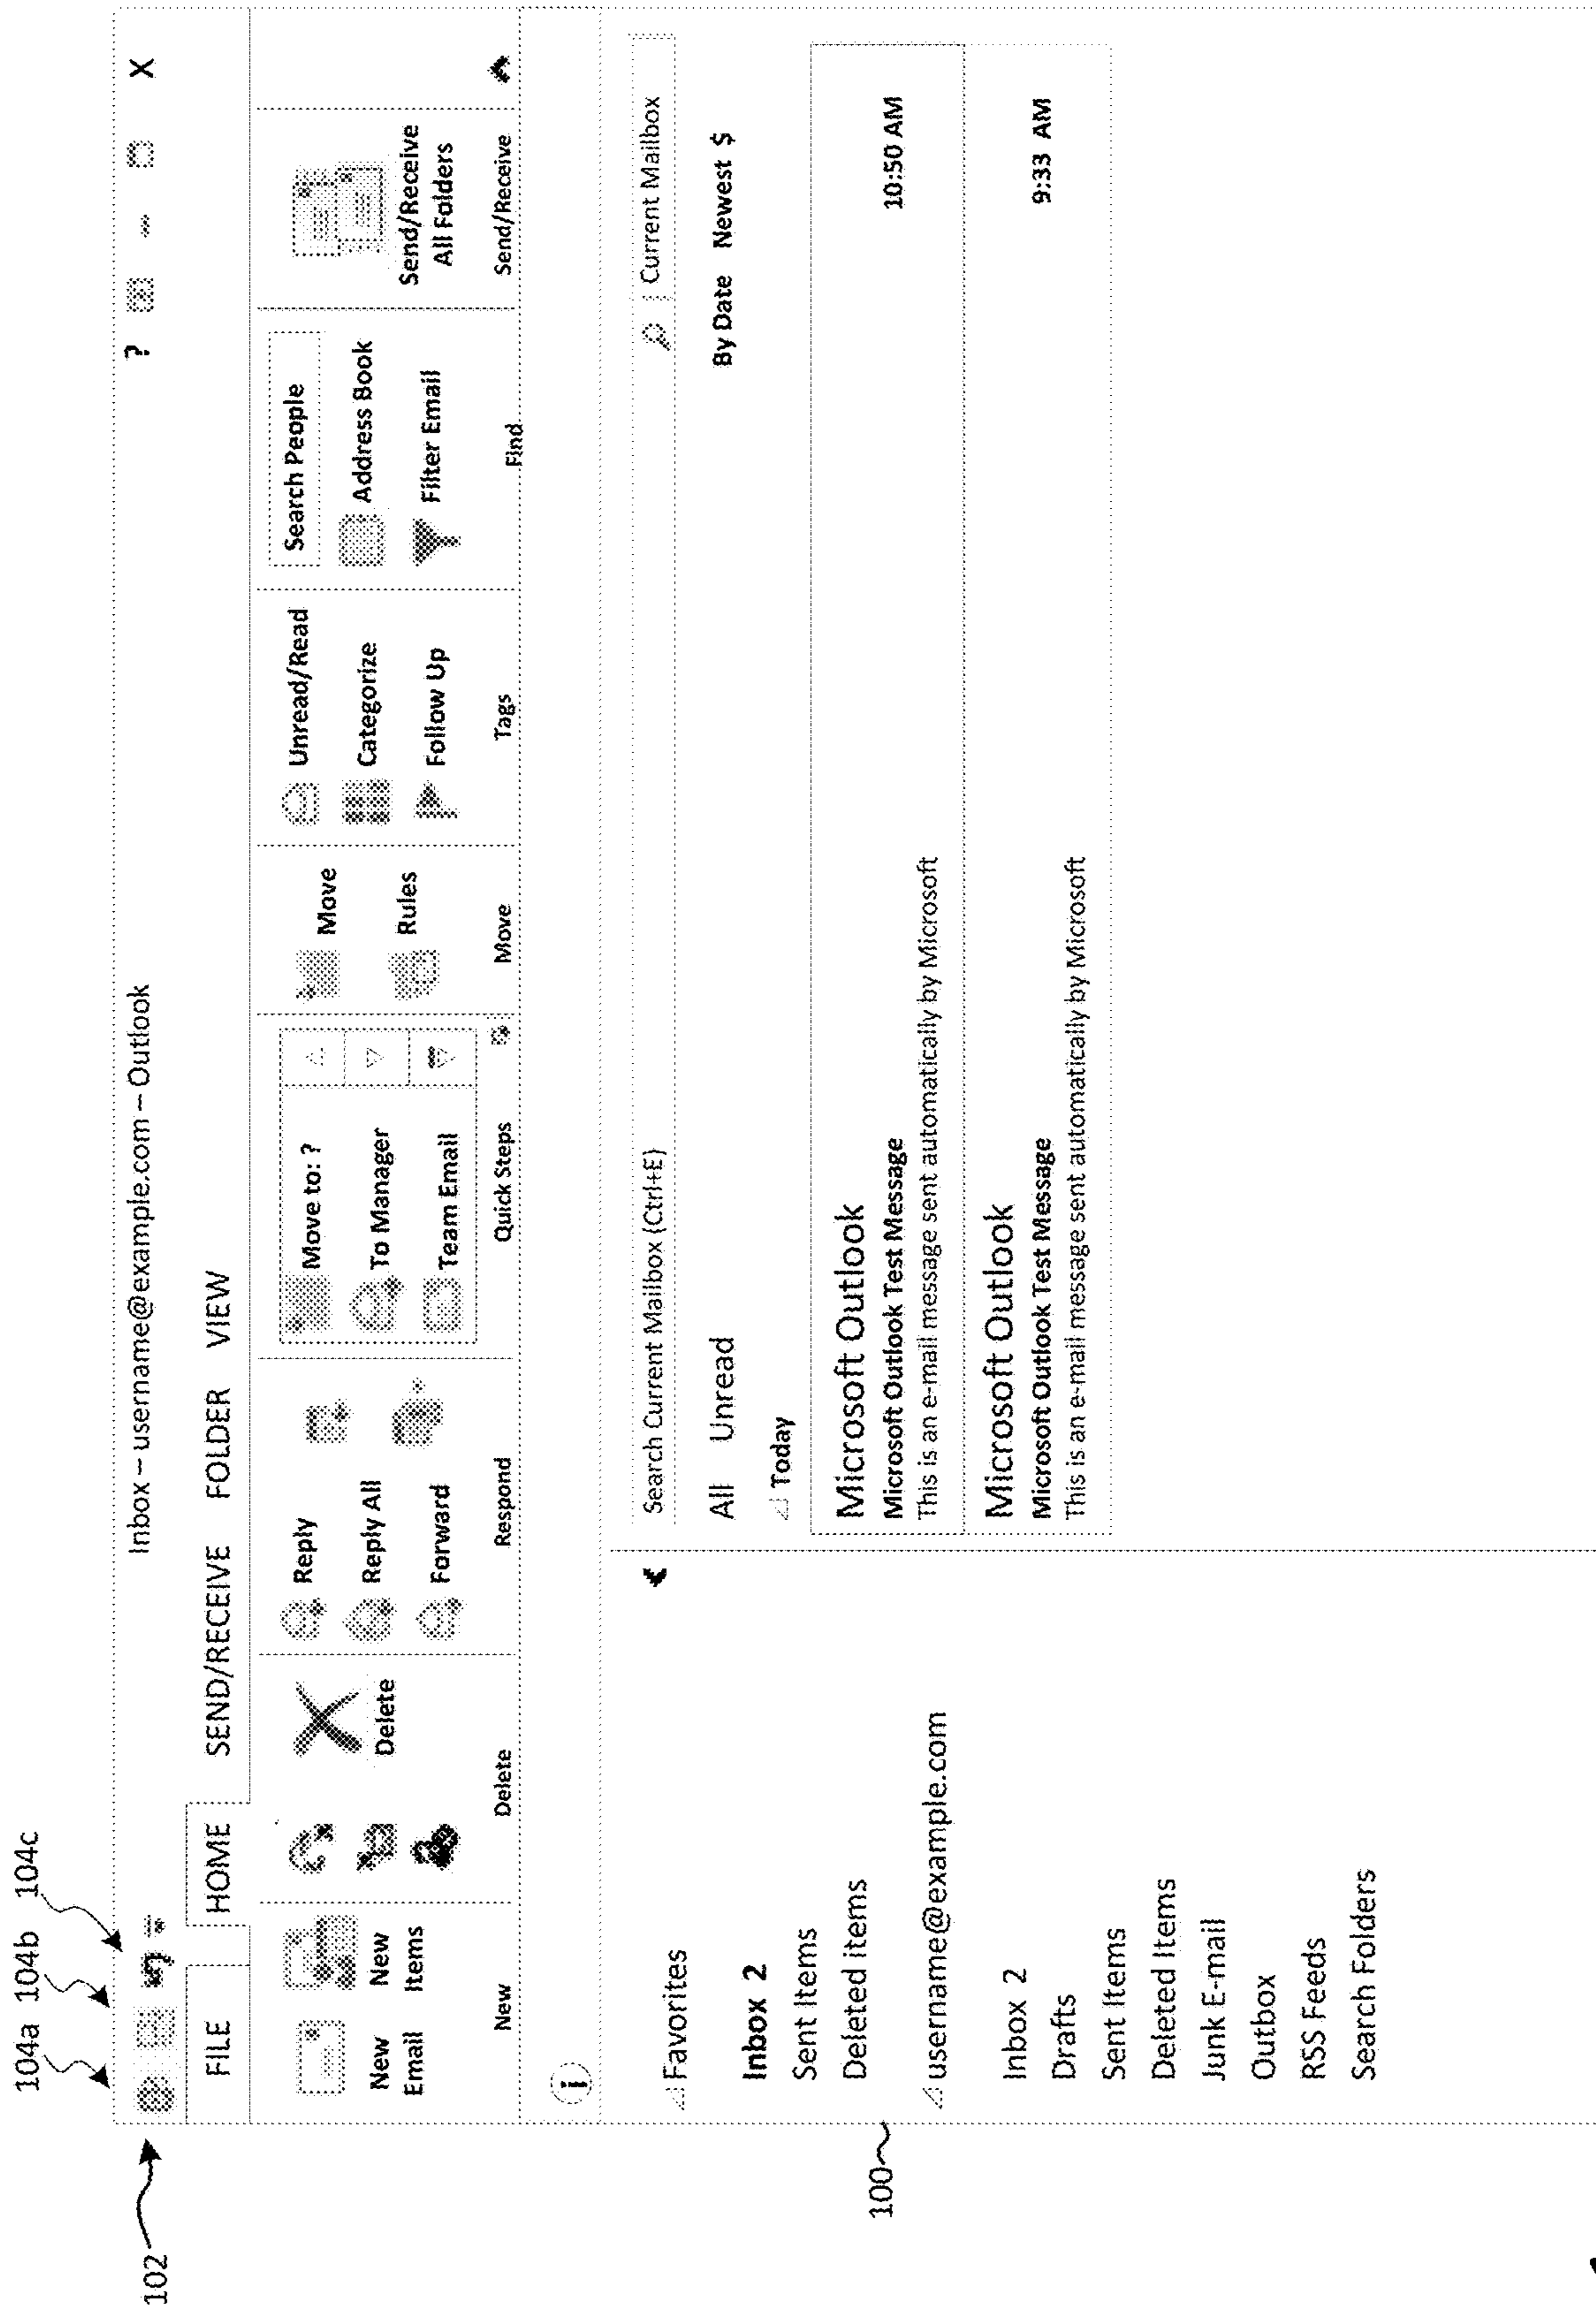 104a 104b 104c
102
Inbox – username@example.com – Outlook
? X
FILE HOME SEND/RECEIVE FOLDER VIEW
New
Email
New
Items
New
Delete
Delete
Reply
Reply All
Forward
Respond
Move to: ?
To Manager
Team Email
Quick Steps
Move
Rules
Move
Unread/Read
Categorize
Follow Up
Tags
Search People
Address Book
Filter Email
Find
Send/Receive
All Folders
Send/Receive
i
100
Favorites
Inbox 2
Sent Items
Deleted items
username@example.com
Inbox 2
Drafts
Sent Items
Deleted Items
Junk E-mail
Outbox
RSS Feeds
Search Folders
Search Current Mailbox (Ctrl+E) Current Mailbox
All Unread By Date Newest $
Today
Microsoft Outlook
Microsoft Outlook Test Message 10:50 AM
This is an e-mail message sent automatically by Microsoft
Microsoft Outlook
Microsoft Outlook Test Message 9:33 AM
This is an e-mail message sent automatically by Microsoft